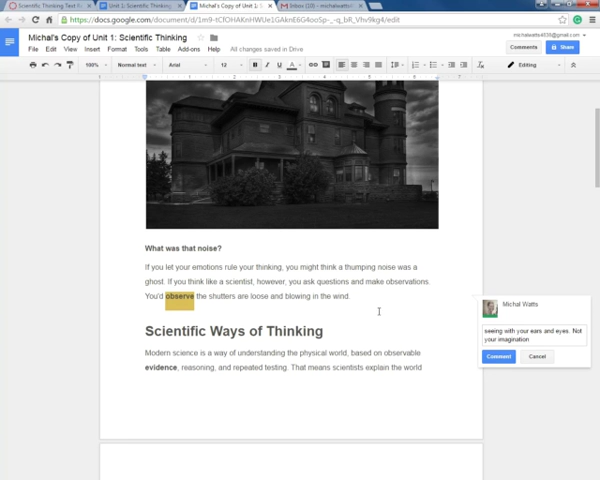 Scientific Thinking Text R
Unit 1: Scientific Thinking
Michal's Copy of Unit 1: S
Inbox (10) - michalwatts4
https://docs.google.com/document/d/
/edit
Michal's Copy of Unit 1: Scientific Thinking
File Edit View Insert Format Tools Table Add-ons Help All changes saved in Drive
Comments Share
100% Normal text Arial 12 B I U A Editing
What was that noise?
If you let your emotions rule your thinking, you might think a thumping noise was a
ghost. If you think like a scientist, however, you ask questions and make observations.
You'd observe the shutters are loose and blowing in the wind.
Michal Watts
seeing with your ears and eyes. Not
your imagination
Comment Cancel
Scientific Ways of Thinking
Modern science is a way of understanding the physical world, based on observable
evidence, reasoning, and repeated testing. That means scientists explain the world